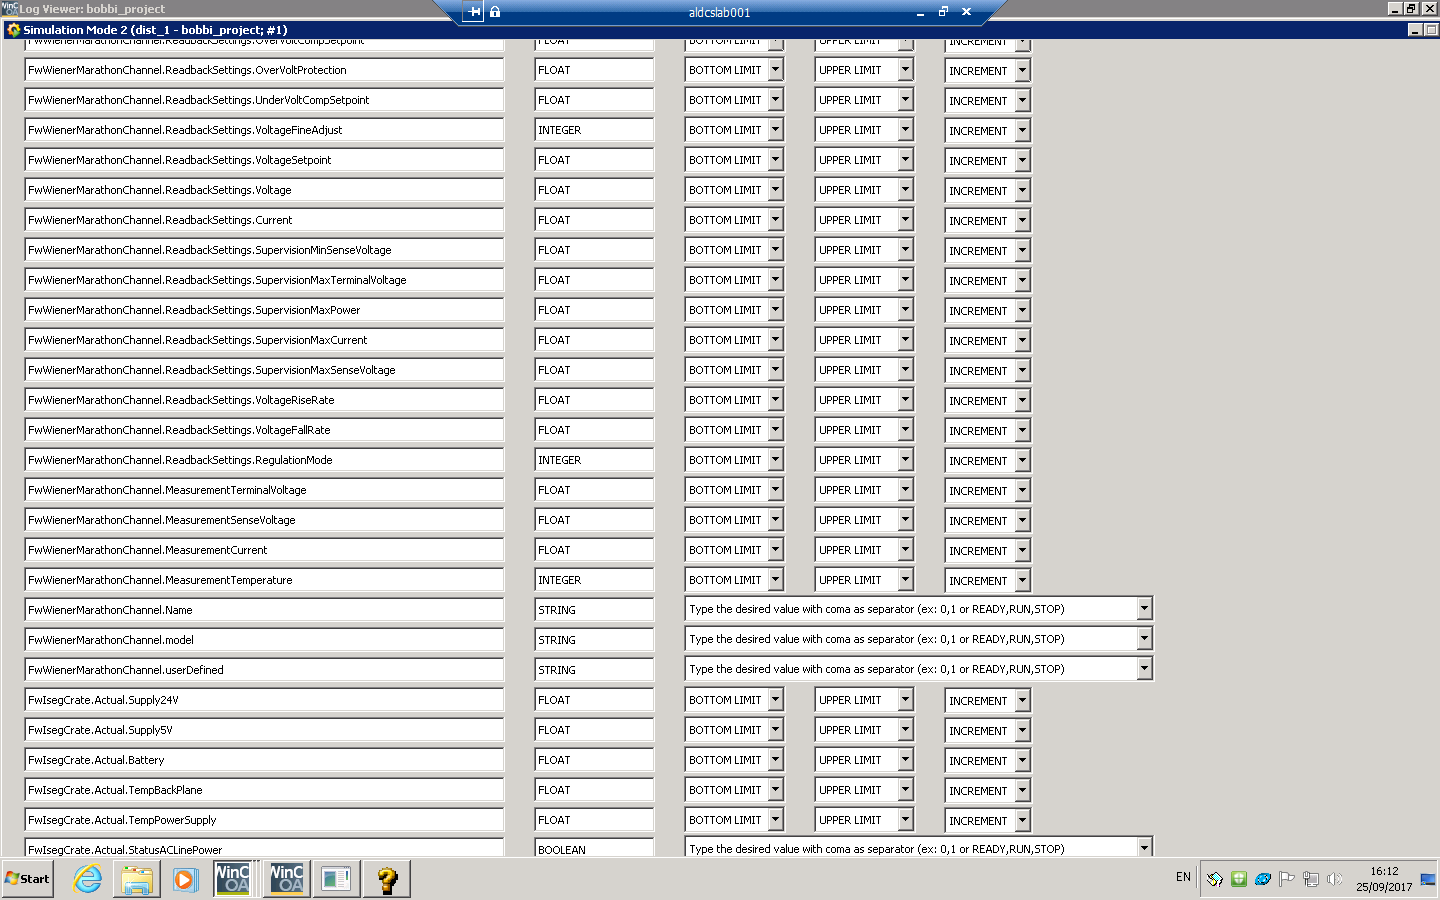 Log Viewer: bobbi_project
aldcslab001
Simulation Mode 2 (dist_1 - bobbi_project; #1)
FwWienerMarathonChannel.ReadbackSettings.OverVoltCompSetpoint FLOAT BOTTOM LIMIT UPPER LIMIT INCREMENT
FwWienerMarathonChannel.ReadbackSettings.OverVoltProtection FLOAT BOTTOM LIMIT UPPER LIMIT INCREMENT
FwWienerMarathonChannel.ReadbackSettings.UnderVoltCompSetpoint FLOAT BOTTOM LIMIT UPPER LIMIT INCREMENT
FwWienerMarathonChannel.ReadbackSettings.VoltageFineAdjust INTEGER BOTTOM LIMIT UPPER LIMIT INCREMENT
FwWienerMarathonChannel.ReadbackSettings.VoltageSetpoint FLOAT BOTTOM LIMIT UPPER LIMIT INCREMENT
FwWienerMarathonChannel.ReadbackSettings.Voltage FLOAT BOTTOM LIMIT UPPER LIMIT INCREMENT
FwWienerMarathonChannel.ReadbackSettings.Current FLOAT BOTTOM LIMIT UPPER LIMIT INCREMENT
FwWienerMarathonChannel.ReadbackSettings.SupervisionMinSenseVoltage FLOAT BOTTOM LIMIT UPPER LIMIT INCREMENT
FwWienerMarathonChannel.ReadbackSettings.SupervisionMaxTerminalVoltage FLOAT BOTTOM LIMIT UPPER LIMIT INCREMENT
FwWienerMarathonChannel.ReadbackSettings.SupervisionMaxPower FLOAT BOTTOM LIMIT UPPER LIMIT INCREMENT
FwWienerMarathonChannel.ReadbackSettings.SupervisionMaxCurrent FLOAT BOTTOM LIMIT UPPER LIMIT INCREMENT
FwWienerMarathonChannel.ReadbackSettings.SupervisionMaxSenseVoltage FLOAT BOTTOM LIMIT UPPER LIMIT INCREMENT
FwWienerMarathonChannel.ReadbackSettings.VoltageRiseRate FLOAT BOTTOM LIMIT UPPER LIMIT INCREMENT
FwWienerMarathonChannel.ReadbackSettings.VoltageFallRate FLOAT BOTTOM LIMIT UPPER LIMIT INCREMENT
FwWienerMarathonChannel.ReadbackSettings.RegulationMode INTEGER BOTTOM LIMIT UPPER LIMIT INCREMENT
FwWienerMarathonChannel.MeasurementTerminalVoltage FLOAT BOTTOM LIMIT UPPER LIMIT INCREMENT
FwWienerMarathonChannel.MeasurementSenseVoltage FLOAT BOTTOM LIMIT UPPER LIMIT INCREMENT
FwWienerMarathonChannel.MeasurementCurrent FLOAT BOTTOM LIMIT UPPER LIMIT INCREMENT
FwWienerMarathonChannel.MeasurementTemperature INTEGER BOTTOM LIMIT UPPER LIMIT INCREMENT
FwWienerMarathonChannel.Name STRING Type the desired value with coma as separator (ex: 0,1 or READY,RUN,STOP)
FwWienerMarathonChannel.model STRING Type the desired value with coma as separator (ex: 0,1 or READY,RUN,STOP)
FwWienerMarathonChannel.userDefined STRING Type the desired value with coma as separator (ex: 0,1 or READY,RUN,STOP)
FwIsegCrate.Actual.Supply24V FLOAT BOTTOM LIMIT UPPER LIMIT INCREMENT
FwIsegCrate.Actual.Supply5V FLOAT BOTTOM LIMIT UPPER LIMIT INCREMENT
FwIsegCrate.Actual.Battery FLOAT BOTTOM LIMIT UPPER LIMIT INCREMENT
FwIsegCrate.Actual.TempBackPlane FLOAT BOTTOM LIMIT UPPER LIMIT INCREMENT
FwIsegCrate.Actual.TempPowerSupply FLOAT BOTTOM LIMIT UPPER LIMIT INCREMENT
FwIsegCrate.Actual.StatusACLinePower BOOLEAN Type the desired value with coma as separator (ex: 0,1 or READY,RUN,STOP)
Start WinC OA WinC OA EN 16:12
25/09/2017